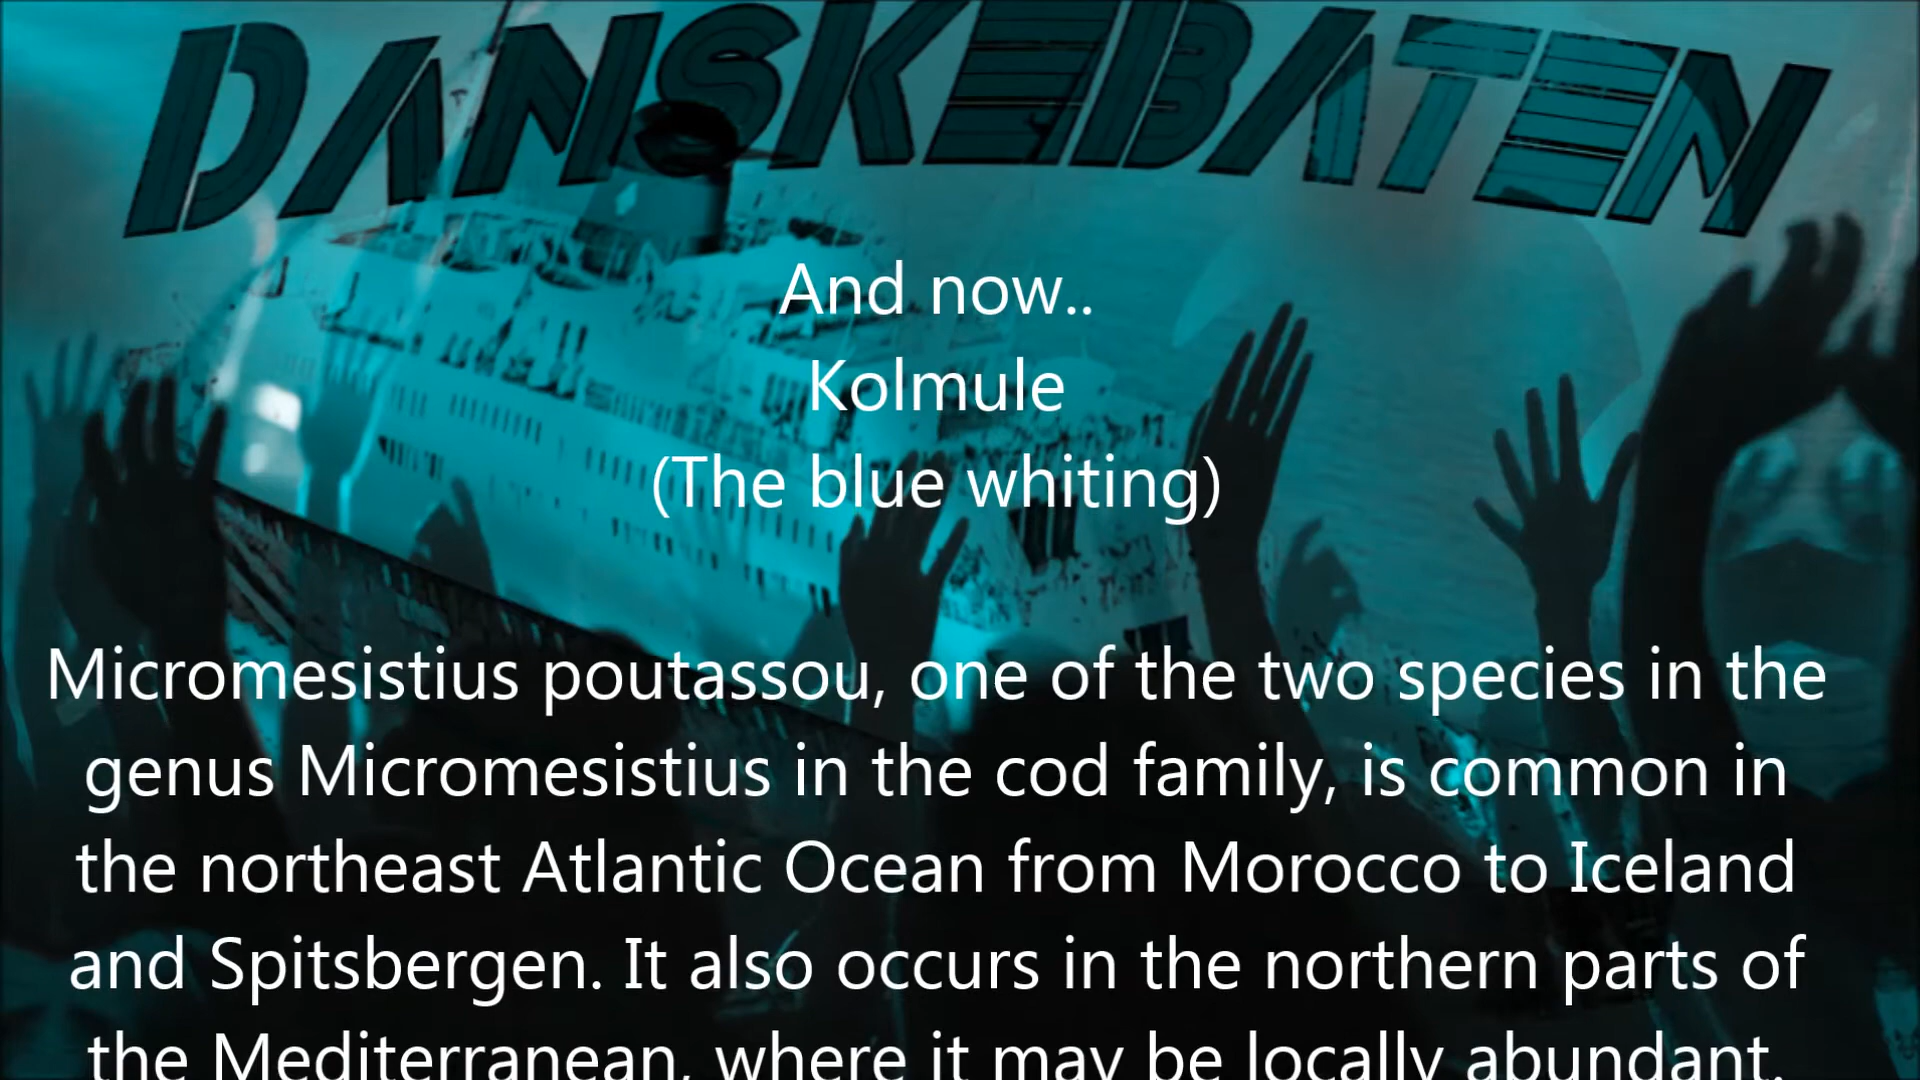 DANSKEBATEN
And now..
Kolmule
(The blue whiting)
Micromesistius poutassou, one of the two species in the
genus Micromesistius in the cod family, is common in
the northeast Atlantic Ocean from Morocco to Iceland
and Spitsbergen. It also occurs in the northern parts of
the Mediterranean, where it may be locally abundant.